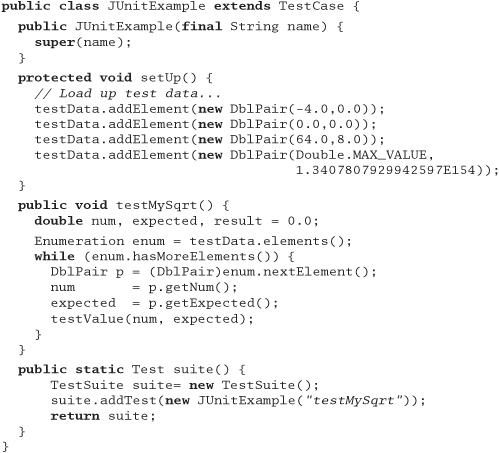 public class JUnitExample extends TestCase {
public JUnitExample(final String name) {
super(name);
}
protected void setUp() {
// Load up test data...
testData.addElement(new DblPair(-4.0,0.0));
testData.addElement(new DblPair(0.0,0.0));
testData.addElement(new DblPair(64.0,8.0));
testData.addElement(new DblPair(Double.MAX_VALUE,
1.3407807929942597E154));
}
public void testMySqrt() {
double num, expected, result = 0.0;
Enumeration enum = testData.elements();
while (enum.hasMoreElements()) {
DblPair p = (DblPair)enum.nextElement();
num = p.getNum();
expected = p.getExpected();
testValue(num, expected);
}
}
public static Test suite() {
TestSuite suite= new TestSuite();
suite.addTest(new JUnitExample("testMySqrt"));
return suite;
}
}